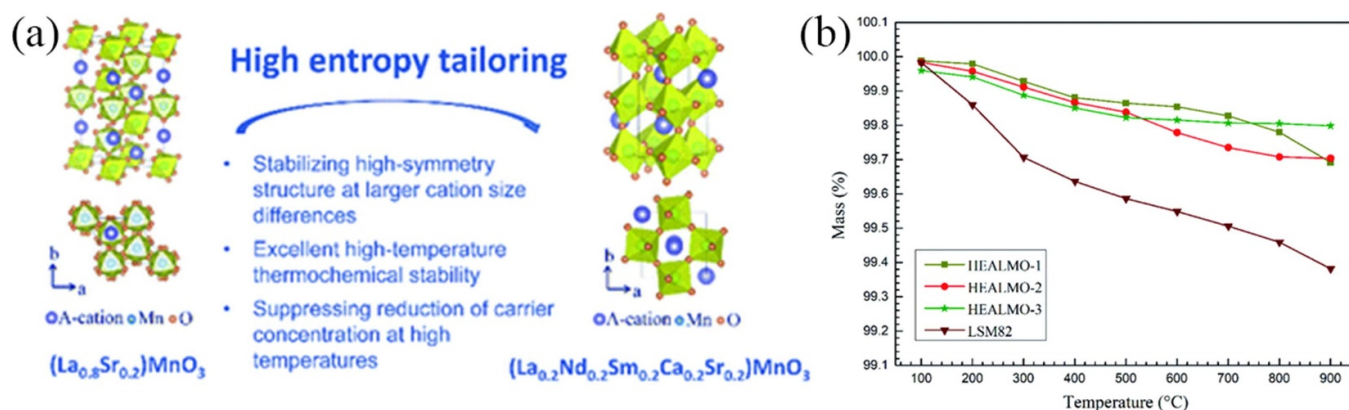 (a)
High entropy tailoring
• Stabilizing high-symmetry
structure at larger cation size
differences
• Excellent high-temperature
thermochemical stability
• Suppressing reduction of carrier
concentration at high
temperatures
b
a
A-cation Mn O
(La₀.₈Sr₀.₂)MnO₃
b
a
A-cation Mn O
(La₀.₂Nd₀.₂Sm₀.₂Ca₀.₂Sr₀.₂)MnO₃
(b)
100.1
100.0
99.9
99.8
99.7
99.6
99.5
99.4
99.3
99.2
99.1
Mass (%)
HEALMO-1
HEALMO-2
HEALMO-3
LSM82
100 200 300 400 500 600 700 800 900
Temperature (°C)